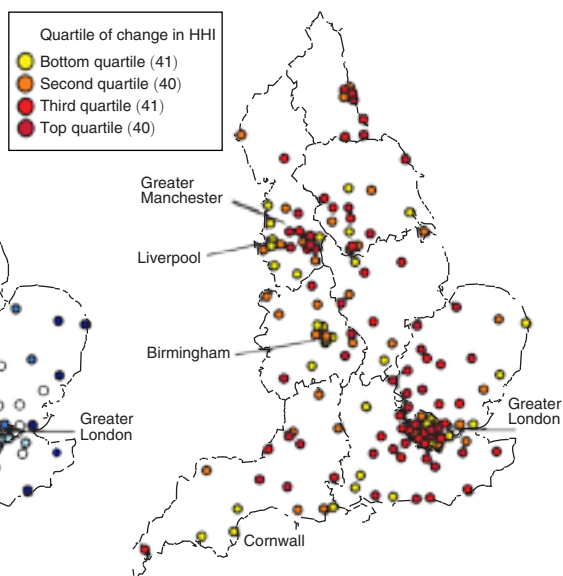 Quartile of change in HHI
Bottom quartile (41)
Second quartile (40)
Third quartile (41)
Top quartile (40)
Greater
Manchester
Liverpool
Birmingham
Greater
London
Greater
London
Cornwall